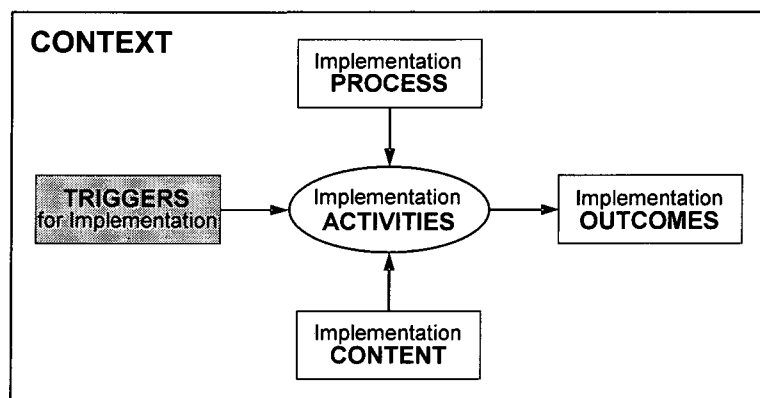 CONTEXT
Implementation
PROCESS
TRIGGERS
for Implementation
Implementation
ACTIVITIES
Implementation
OUTCOMES
Implementation
CONTENT